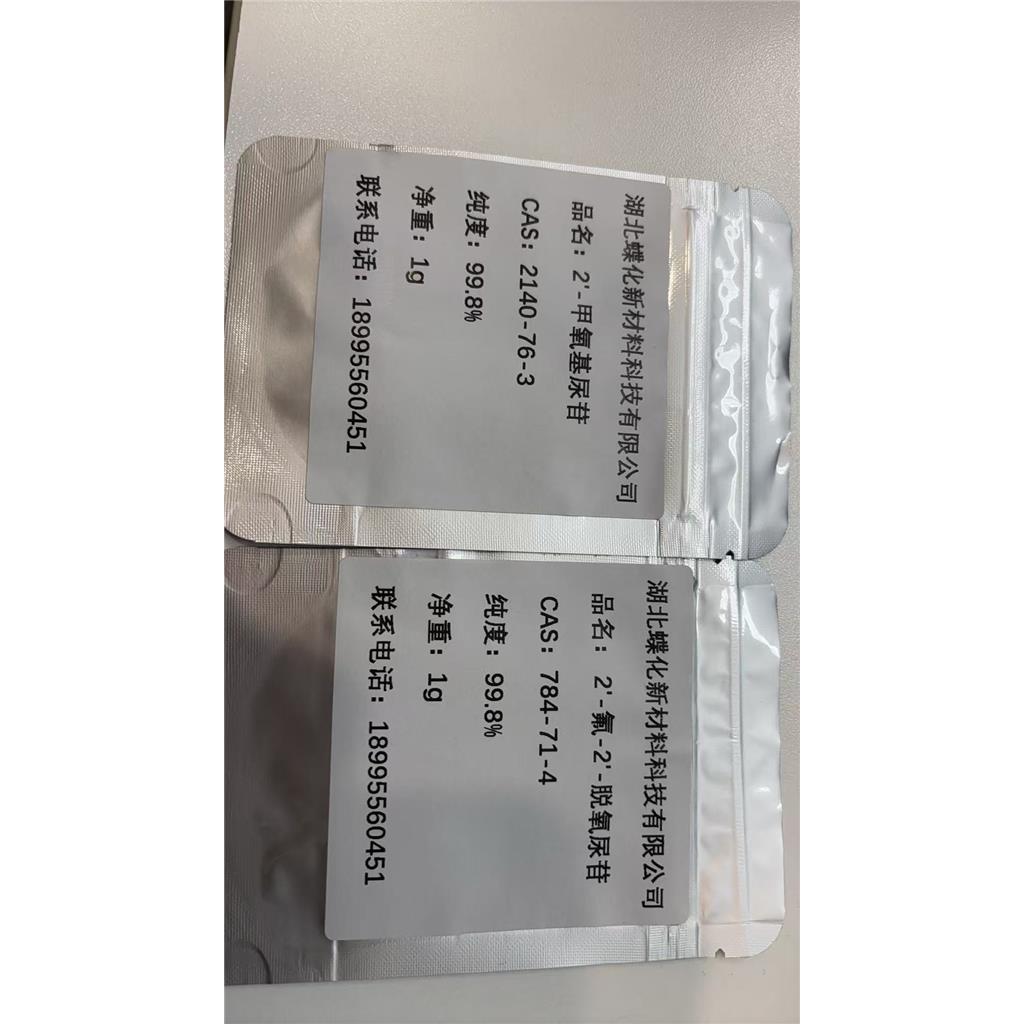 湖北蝶化新材料科技有限公司
品名：2'-甲氧基尿苷
CAS：2140-76-3
纯度：99.8%
净重：1g
联系电话：18995560451
湖北蝶化新材料科技有限公司
品名：2'-氟-2'-脱氧尿苷
CAS：784-71-4
纯度：99.8%
净重：1g
联系电话：18995560451